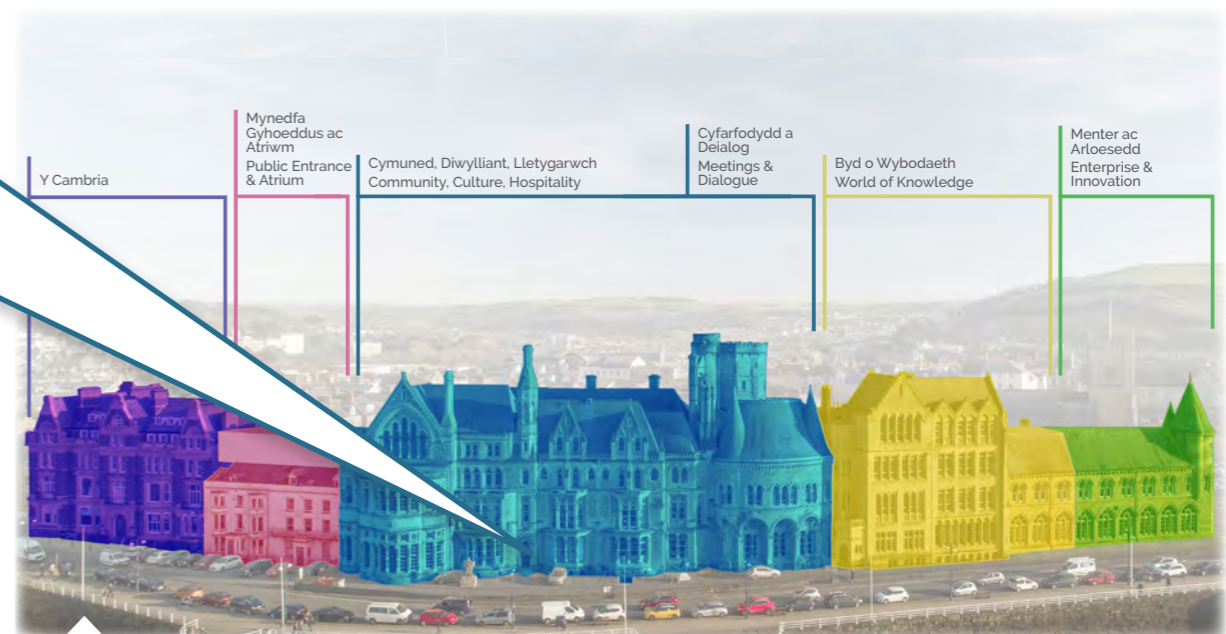 Y Cambria
Mynedfa
Gyhoeddus ac
Atriwm
Public Entrance
& Atrium
Cymuned, Diwylliant, Lletygarwch
Community, Culture, Hospitality
Cyfarfodydd a
Deialog
Meetings &
Dialogue
Byd o Wybodaeth
World of Knowledge
Menter ac
Arloesedd
Enterprise &
Innovation